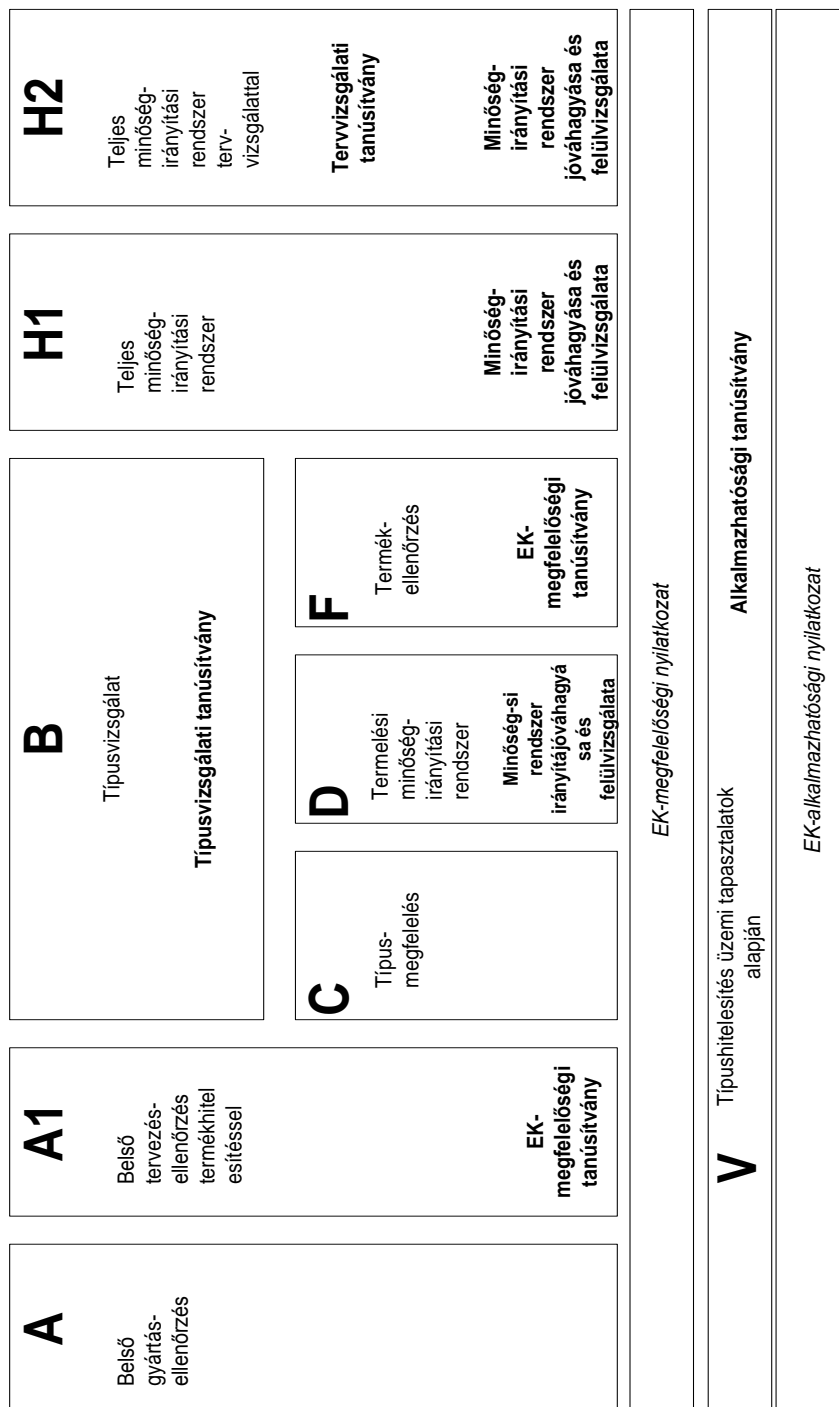 A
Belső
gyártás-
ellenőrzés
A1
Belső
tervezés-
ellenőrzés
termékhitel
esítéssel
EK-
megfelelőségi
tanúsítvány
B
Típusvizsgálat
Típusvizsgálati tanúsítvány
C
Típus-
megfelelés
D
Termelési
minőség-
irányítási
rendszer
Minőség-si
rendszer
irányítájóváhagyá
sa és
felülvizsgálata
F
Termék-
ellenőrzés
EK-
megfelelőségi
tanúsítvány
H1
Teljes
minőség-
irányítási
rendszer
Minőség-
irányítási
rendszer
jóváhagyása és
felülvizsgálata
H2
Teljes
minőség-
irányítási
rendszer
terv-
vizsgálattal
Tervvizsgálati
tanúsítvány
Minőség-
irányítási
rendszer
jóváhagyása és
felülvizsgálata
EK-megfelelőségi nyilatkozat
V
Típushitelesítés üzemi tapasztalatok
alapján
Alkalmazhatósági tanúsítvány
EK-alkalmazhatósági nyilatkozat